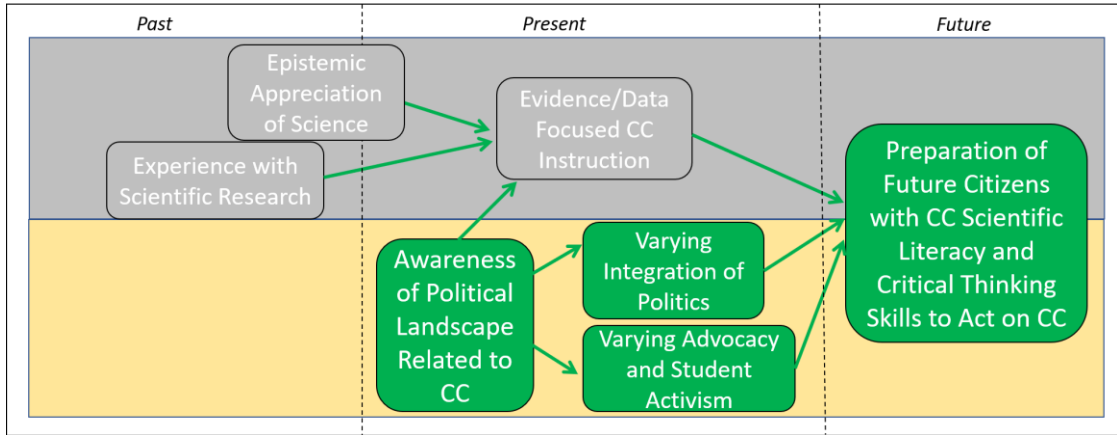 Past
Present
Future
Epistemic
Appreciation
of Science
Experience with
Scientific Research
Evidence/Data
Focused CC
Instruction
Awareness
of Political
Landscape
Related to
CC
Varying
Integration of
Politics
Varying Advocacy
and Student
Activism
Preparation of
Future Citizens
with CC Scientific
Literacy and
Critical Thinking
Skills to Act on CC